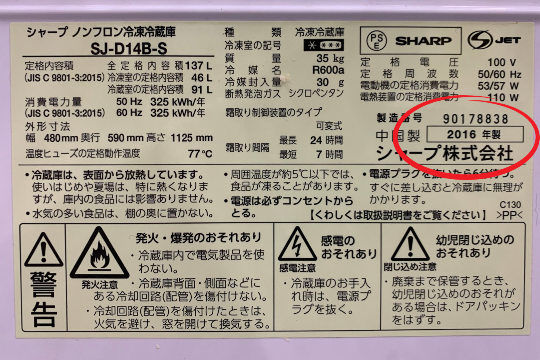 シャープ ノンフロン冷凍冷蔵庫
SJ-D14B-S
定格内容積 全定格内容積 137 L
(JIS C 9801-3:2015) 冷凍室の定格内容積 46 L
冷蔵室の定格内容積 91 L
消費電力量 50 Hz 325 kWh/年
(JIS C 9801-3:2015) 60 Hz 325 kWh/年
外形寸法
幅 480mm 奥行 590 mm 高さ 1125 mm
温度ヒューズの定格動作温度 77℃
種類 冷凍冷蔵庫
冷凍室の記号 * ***
質量 35 kg
冷媒名 R600a
冷媒封入量 30 g
断熱発泡ガス シクロペンタン
霜取り制御装置のタイプ
可変式
霜取り間隔 最長 24 時間
最短 7 時間
PS E SHARP S JET
定格電圧 100 V
定格周波数 50/60 Hz
電動機の定格消費電力 53/57 W
電熱装置の定格消費電力 110 W
製造番号 90178838
中国製 2016 年製
シャープ株式会社
・冷蔵庫は、表面から放熱しています。
使いはじめや夏場は、特に熱くなりま
すが、庫内の食品には影響ありません。
・水気の多い食品は、棚の奥に置かない。
・周囲温度が約5℃以下では、
食品が凍ることがあります。
・電源は必ずコンセントから
とる。
・電源プラグを抜いたら6分待つ。
すぐに差し込むと冷蔵庫に無理が
かかります。
【くわしくは取扱説明書をご覧ください】
C130
>PP<
警告
発火注意
発火・爆発のおそれあり
・冷蔵庫内で電気製品を使
わない。
・冷蔵庫背面・側面などに
ある冷却回路(配管)を傷付けない。
・冷却回路(配管)を傷付けたときは、
火気を避け、窓を開けて換気する。
感電注意
感電の
おそれあり
・冷蔵庫のお手入
れ時は、電源プ
ラグを抜く。
閉じ込め注意
幼児閉じ込めの
おそれあり
・廃棄まで保管するとき、
幼児閉じ込めのおそれが
ある場合は、ドアパッキン
をはずす。